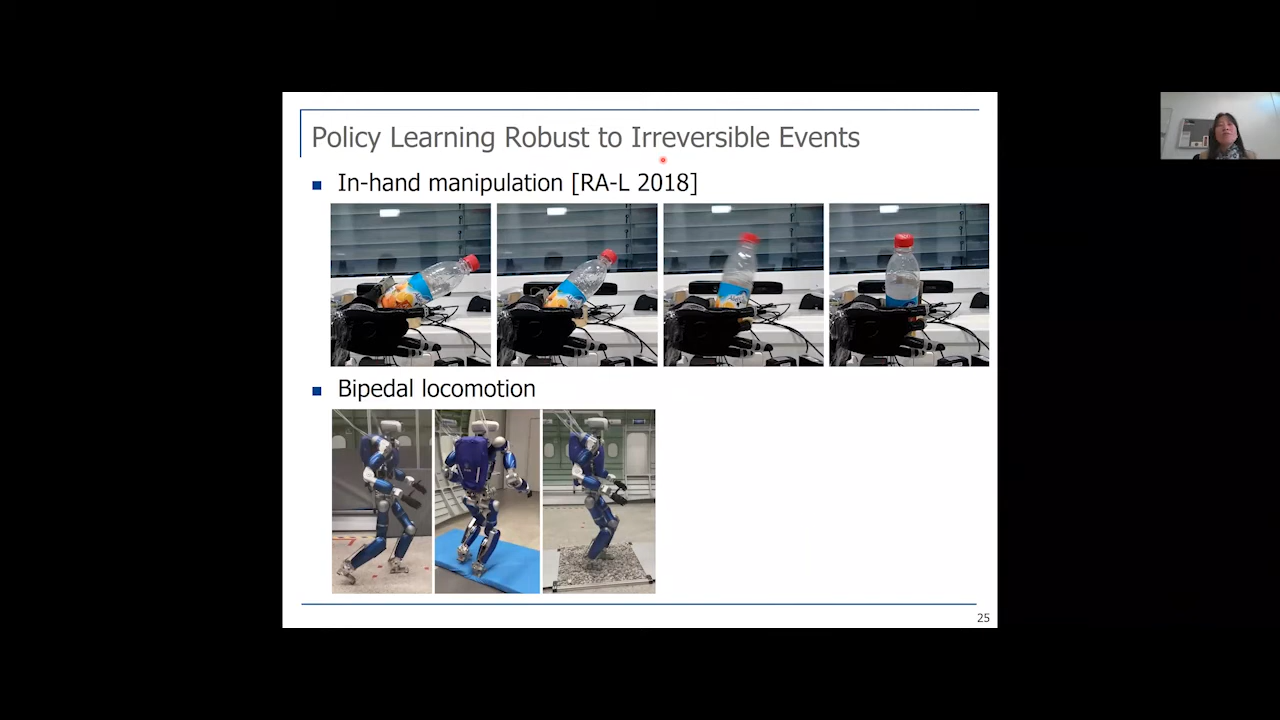 Policy Learning Robust to Irreversible Events
In-hand manipulation [RA-L 2018]
Bipedal locomotion
25